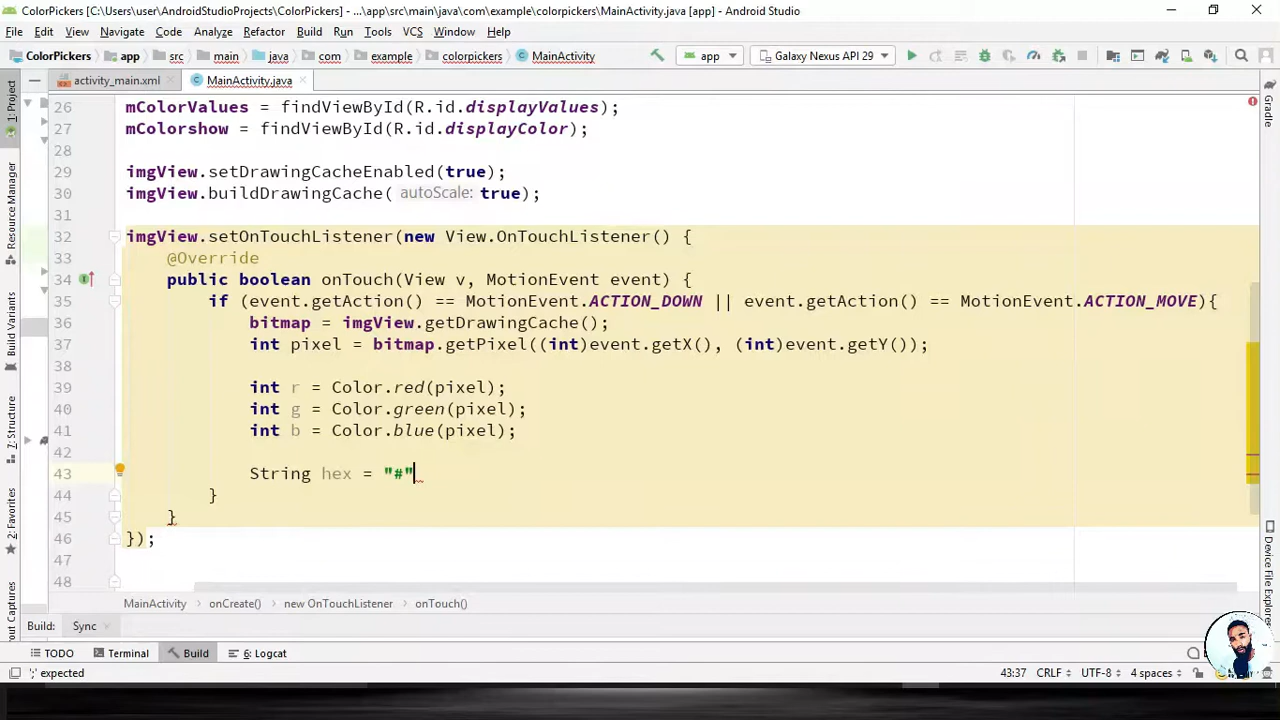 ColorPickers [C:\Users\user\AndroidStudioProjects\ColorPickers] - ...\app\src\main\java\com\example\colorpickers\MainActivity.java [app] - Android Studio
File Edit View Navigate Code Analyze Refactor Build Run Tools VCS Window Help
ColorPickers app src main java com example colorpickers MainActivity app Galaxy Nexus API 29
activity_main.xml MainActivity.java
26 mColorValues = findViewById(R.id.displayValues);
27 mColorshow = findViewById(R.id.displayColor);
28
29 imgView.setDrawingCacheEnabled(true);
30 imgView.buildDrawingCache( autoScale: true);
31
32 imgView.setOnTouchListener(new View.OnTouchListener() {
33 @Override
34 public boolean onTouch(View v, MotionEvent event) {
35 if (event.getAction() == MotionEvent.ACTION_DOWN || event.getAction() == MotionEvent.ACTION_MOVE){
36 bitmap = imgView.getDrawingCache();
37 int pixel = bitmap.getPixel((int)event.getX(), (int)event.getY());
38
39 int r = Color.red(pixel);
40 int g = Color.green(pixel);
41 int b = Color.blue(pixel);
42
43 String hex = "#"
44 }
45 }
46 });
47
48
MainActivity onCreate() new OnTouchListener onTouch()
Build: Sync
TODO Terminal Build 6: Logcat
';' expected 43:37 CRLF UTF-8 4 spaces
1: Project
Resource Manager
Build Variants
7: Structure
2: Favorites
out Captures
Gradle
Device File Explorer